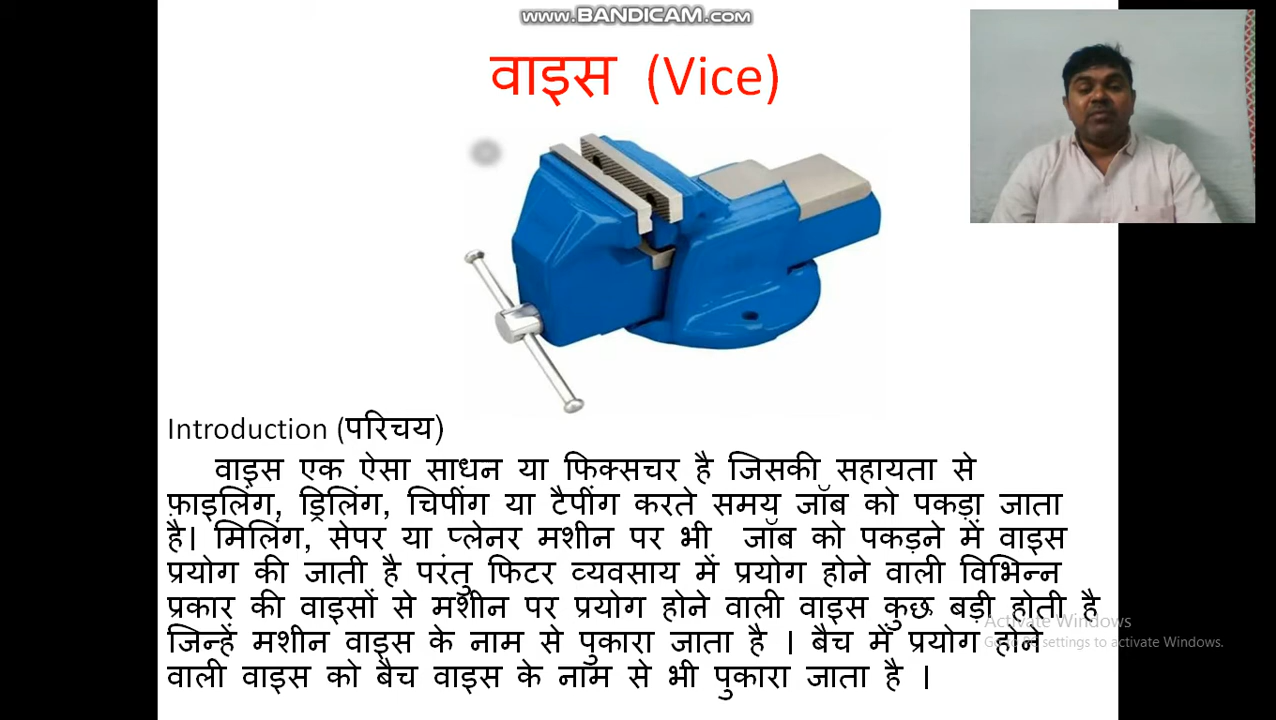 www.BANDICAM.com
वाइस (Vice)
Introduction (परिचय)
वाइस एक ऐसा साधन या फिक्सचर है जिसकी सहायता से
फ़ाइलिंग, ड्रिलिंग, चिपींग या टैपींग करते समय जॉब को पकड़ा जाता
है। मिलिंग, सेपर या प्लेनर मशीन पर भी जॉब को पकड़ने में वाइस
प्रयोग की जाती है परंतु फिटर व्यवसाय में प्रयोग होने वाली विभिन्न
प्रकार की वाइसों से मशीन पर प्रयोग होने वाली वाइस कुछ बड़ी होती है
जिन्हें मशीन वाइस के नाम से पुकारा जाता है । बैच में प्रयोग होने
वाली वाइस को बैच वाइस के नाम से भी पुकारा जाता है ।
Activate Windows
Go to PC settings to activate Windows.